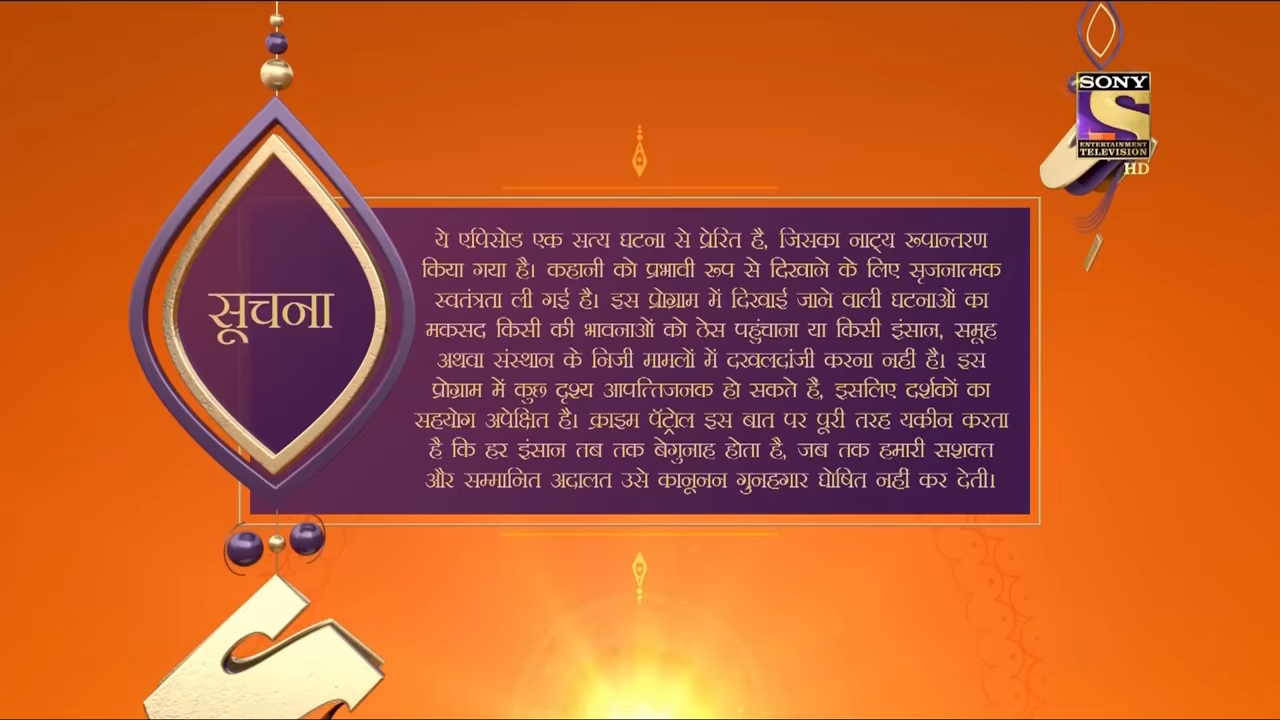 सूचना
ये एपिसोड एक सत्य घटना से प्रेरित है, जिसका नाट्य रूपान्तरण
किया गया है। कहानी को प्रभावी रूप से दिखाने के लिए सृजनात्मक
स्वतंत्रता ली गई है। इस प्रोग्राम में दिखाई जाने वाली घटनाओं का
मकसद किसी की भावनाओं को ठेस पहुंचाना या किसी इंसान, समूह
अथवा संस्थान के निजी मामलों में दखलदांजी करना नहीं है। इस
प्रोग्राम में कुछ दृश्य आपत्तिजनक हो सकते हैं, इसलिए दर्शकों का
सहयोग अपेक्षित है। क्राइम पॅट्रोल इस बात पर पूरी तरह यकीन करता
है कि हर इंसान तब तक बेगुनाह होता है, जब तक हमारी सशक्त
और सम्मानित अदालत उसे कानूनन गुनहगार घोषित नहीं कर देती।
SONY
S
ENTERTAINMENT
TELEVISION
HD